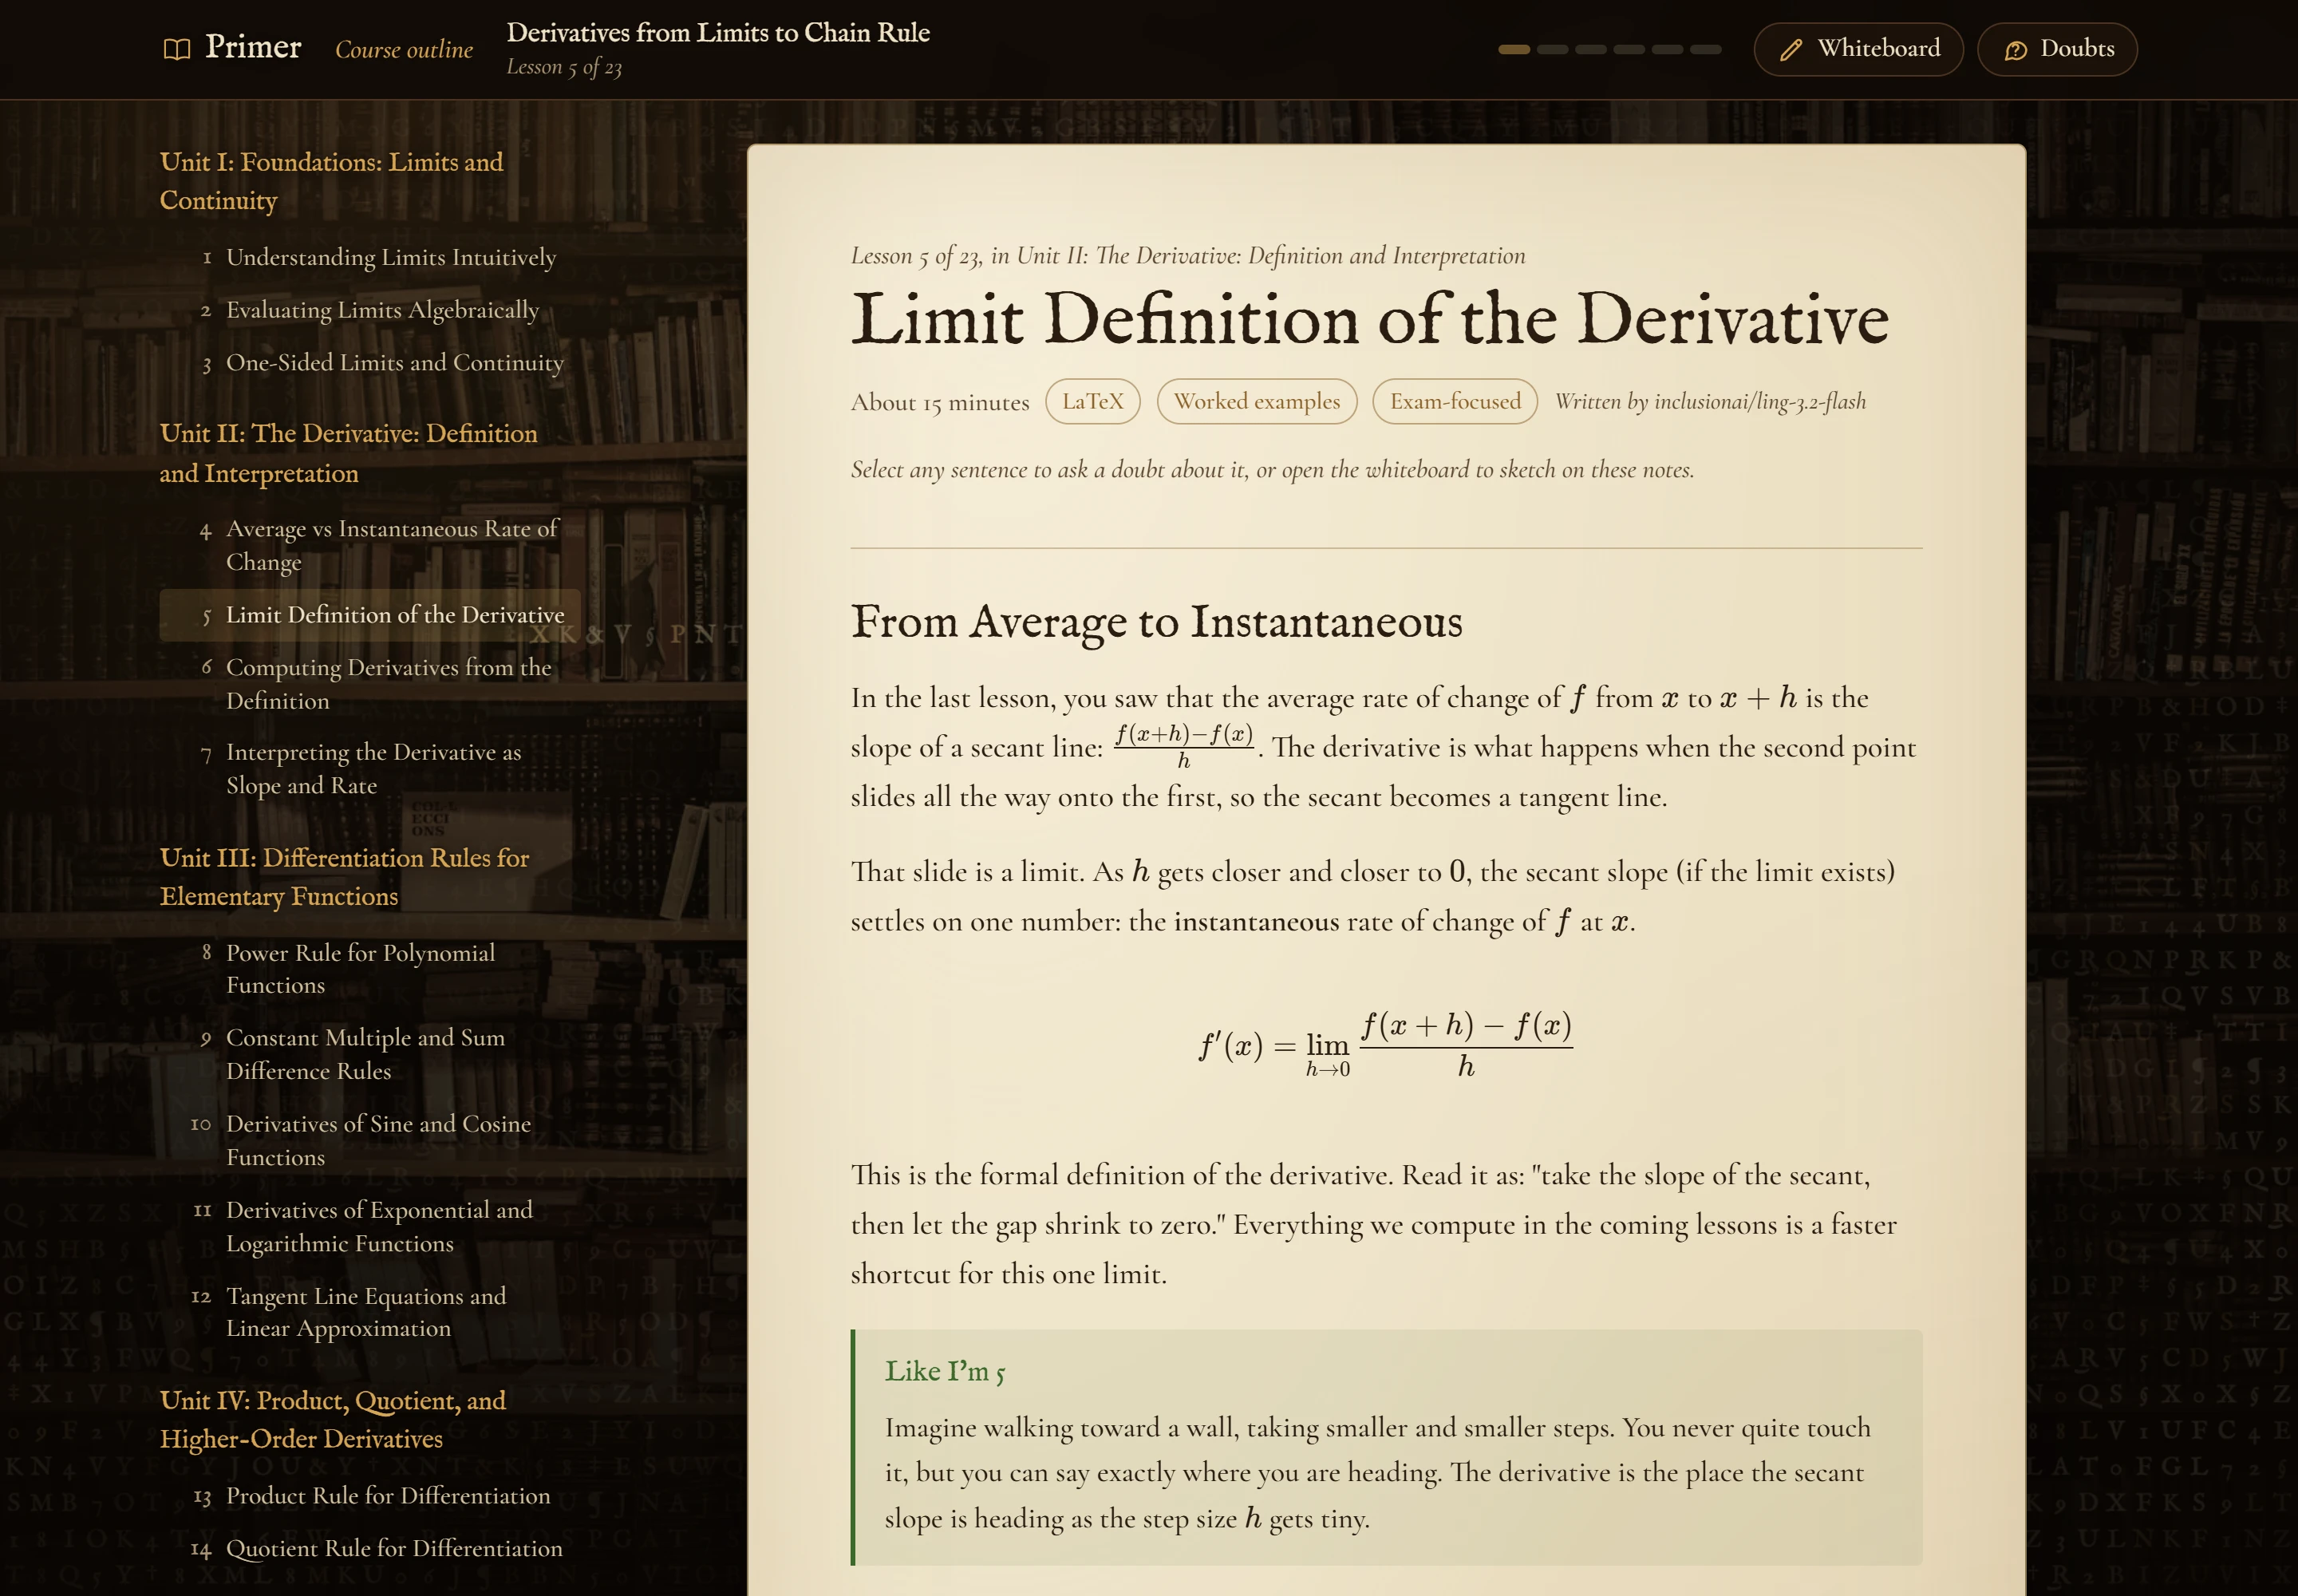 Primer
Course outline
Derivatives from Limits to Chain Rule
Lesson 5 of 23
Whiteboard
Doubts
Unit I: Foundations: Limits and
Continuity
1 Understanding Limits Intuitively
2 Evaluating Limits Algebraically
3 One-Sided Limits and Continuity
Unit II: The Derivative: Definition
and Interpretation
4 Average vs Instantaneous Rate of
Change
5 Limit Definition of the Derivative
6 Computing Derivatives from the
Definition
7 Interpreting the Derivative as
Slope and Rate
Unit III: Differentiation Rules for
Elementary Functions
8 Power Rule for Polynomial
Functions
9 Constant Multiple and Sum
Difference Rules
10 Derivatives of Sine and Cosine
Functions
11 Derivatives of Exponential and
Logarithmic Functions
12 Tangent Line Equations and
Linear Approximation
Unit IV: Product, Quotient, and
Higher-Order Derivatives
13 Product Rule for Differentiation
14 Quotient Rule for Differentiation
Lesson 5 of 23, in Unit II: The Derivative: Definition and Interpretation
Limit Definition of the Derivative
About 15 minutes LaTeX Worked examples Exam-focused Written by inclusionai/ling-3.2-flash
Select any sentence to ask a doubt about it, or open the whiteboard to sketch on these notes.
From Average to Instantaneous
In the last lesson, you saw that the average rate of change of f from x to x + h is the
slope of a secant line: \frac{f(x+h)-f(x)}{h}. The derivative is what happens when the second point
slides all the way onto the first, so the secant becomes a tangent line.
That slide is a limit. As h gets closer and closer to 0, the secant slope (if the limit exists)
settles on one number: the instantaneous rate of change of f at x.
f'(x) = \lim_{h \to 0} \frac{f(x + h) - f(x)}{h}
This is the formal definition of the derivative. Read it as: "take the slope of the secant,
then let the gap shrink to zero." Everything we compute in the coming lessons is a faster
shortcut for this one limit.
Like I'm 5
Imagine walking toward a wall, taking smaller and smaller steps. You never quite touch
it, but you can say exactly where you are heading. The derivative is the place the secant
slope is heading as the step size h gets tiny.